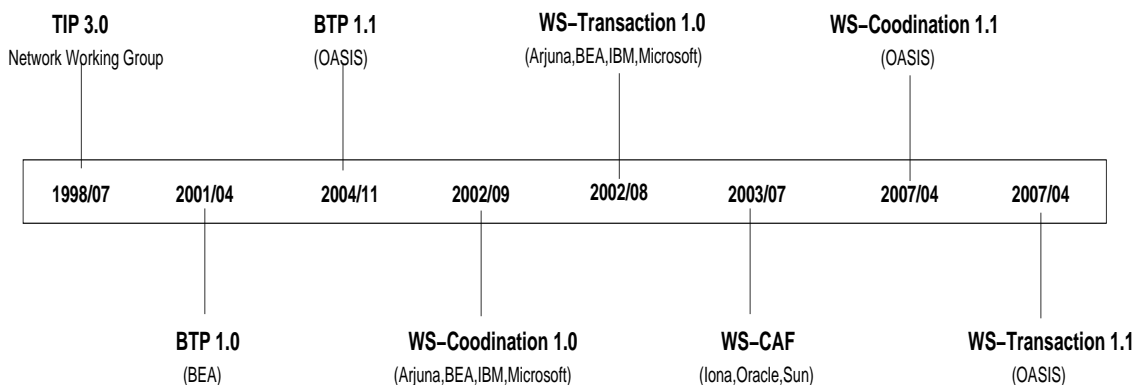 TIP 3.0
Network Working Group
BTP 1.1
(OASIS)
WS–Transaction 1.0
(Arjuna,BEA,IBM,Microsoft)
WS–Coodination 1.1
(OASIS)
1998/07
2001/04
2004/11
2002/09
2002/08
2003/07
2007/04
2007/04
BTP 1.0
(BEA)
WS–Coodination 1.0
(Arjuna,BEA,IBM,Microsoft)
WS–CAF
(Iona,Oracle,Sun)
WS–Transaction 1.1
(OASIS)